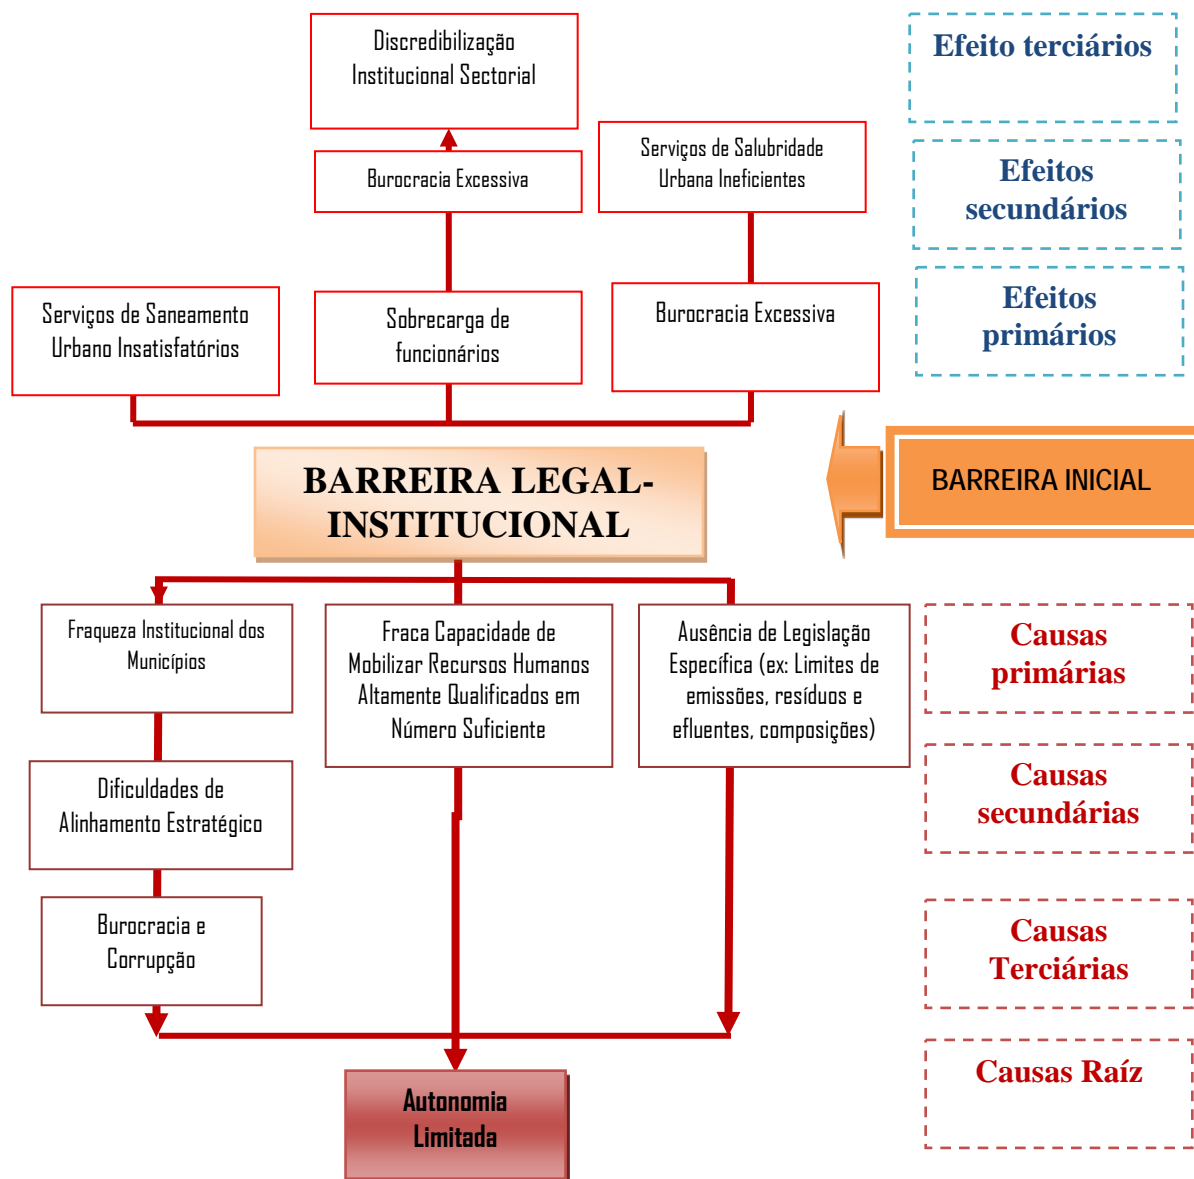 Discredibilização
Institucional Sectorial
Efeito terciários
Burocracia Excessiva
Serviços de Salubridade
Urbana Ineficientes
Efeitos
secundários
Serviços de Saneamento
Urbano Insatisfatórios
Sobrecarga de
funcionários
Burocracia Excessiva
Efeitos
primários
BARREIRA LEGAL-
INSTITUCIONAL
BARREIRA INICIAL
Fraqueza Institucional dos
Municípios
Fraca Capacidade de
Mobilizar Recursos Humanos
Altamente Qualificados em
Número Suficiente
Ausência de Legislação
Específica (ex: Limites de
emissões, resíduos e
efluentes, composições)
Causas
primárias
Dificuldades de
Alinhamento Estratégico
Causas
secundárias
Burocracia e
Corrupção
Causas
Terciárias
Autonomia
Limitada
Causas Raíz